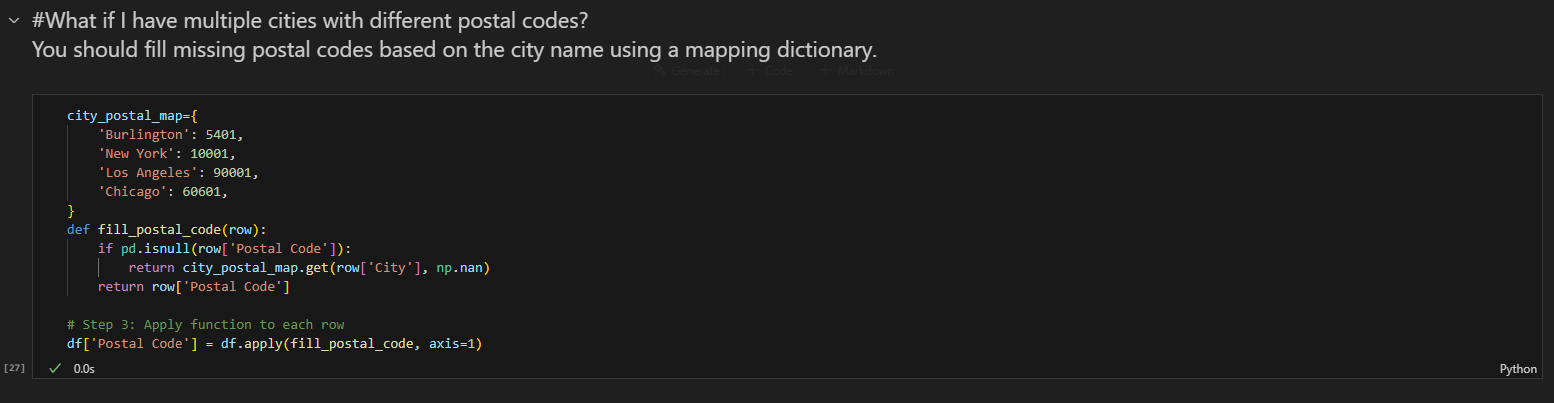 #What if I have multiple cities with different postal codes?
You should fill missing postal codes based on the city name using a mapping dictionary.
Generate + Code + Markdown
city_postal_map={
    'Burlington': 5401,
    'New York': 10001,
    'Los Angeles': 90001,
    'Chicago': 60601,
}
def fill_postal_code(row):
    if pd.isnull(row['Postal Code']):
        return city_postal_map.get(row['City'], np.nan)
    return row['Postal Code']
# Step 3: Apply function to each row
df['Postal Code'] = df.apply(fill_postal_code, axis=1)
[27] 0.0s Python